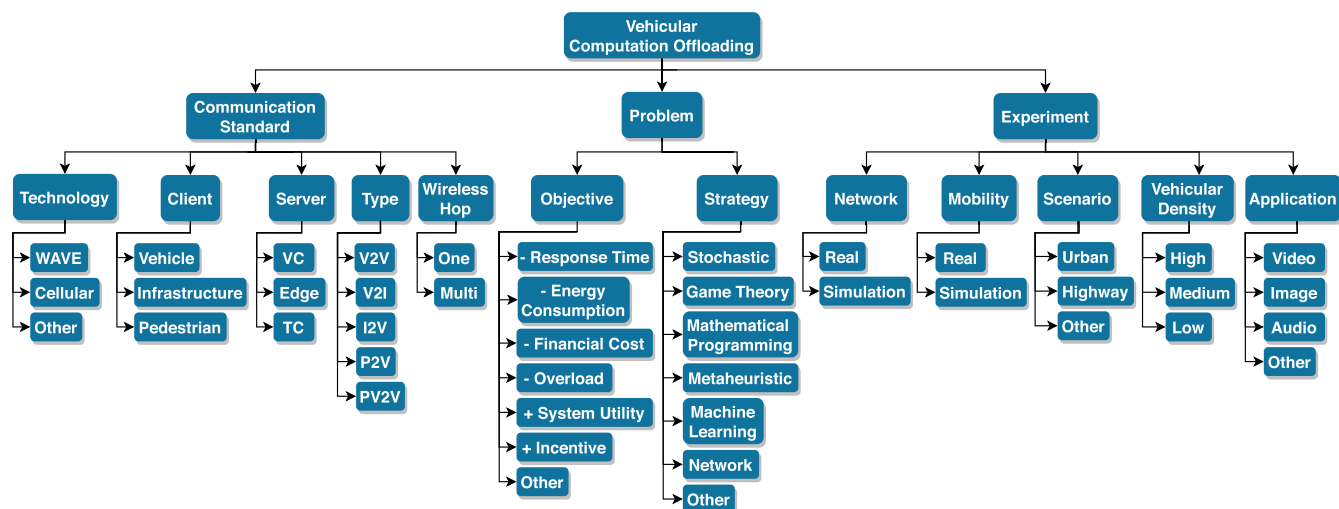 Vehicular
Computation Offloading
Communication
Standard
Problem
Experiment
Technology
Client
Server
Type
Wireless
Hop
Objective
Strategy
Network
Mobility
Scenario
Vehicular
Density
Application
WAVE
Cellular
Other
Vehicle
Infrastructure
Pedestrian
VC
Edge
TC
V2V
V2I
I2V
P2V
PV2V
One
Multi
- Response Time
- Energy
Consumption
- Financial Cost
- Overload
+ System Utility
+ Incentive
Other
Stochastic
Game Theory
Mathematical
Programming
Metaheuristic
Machine
Learning
Network
Other
Real
Simulation
Real
Simulation
Urban
Highway
Other
High
Medium
Low
Video
Image
Audio
Other